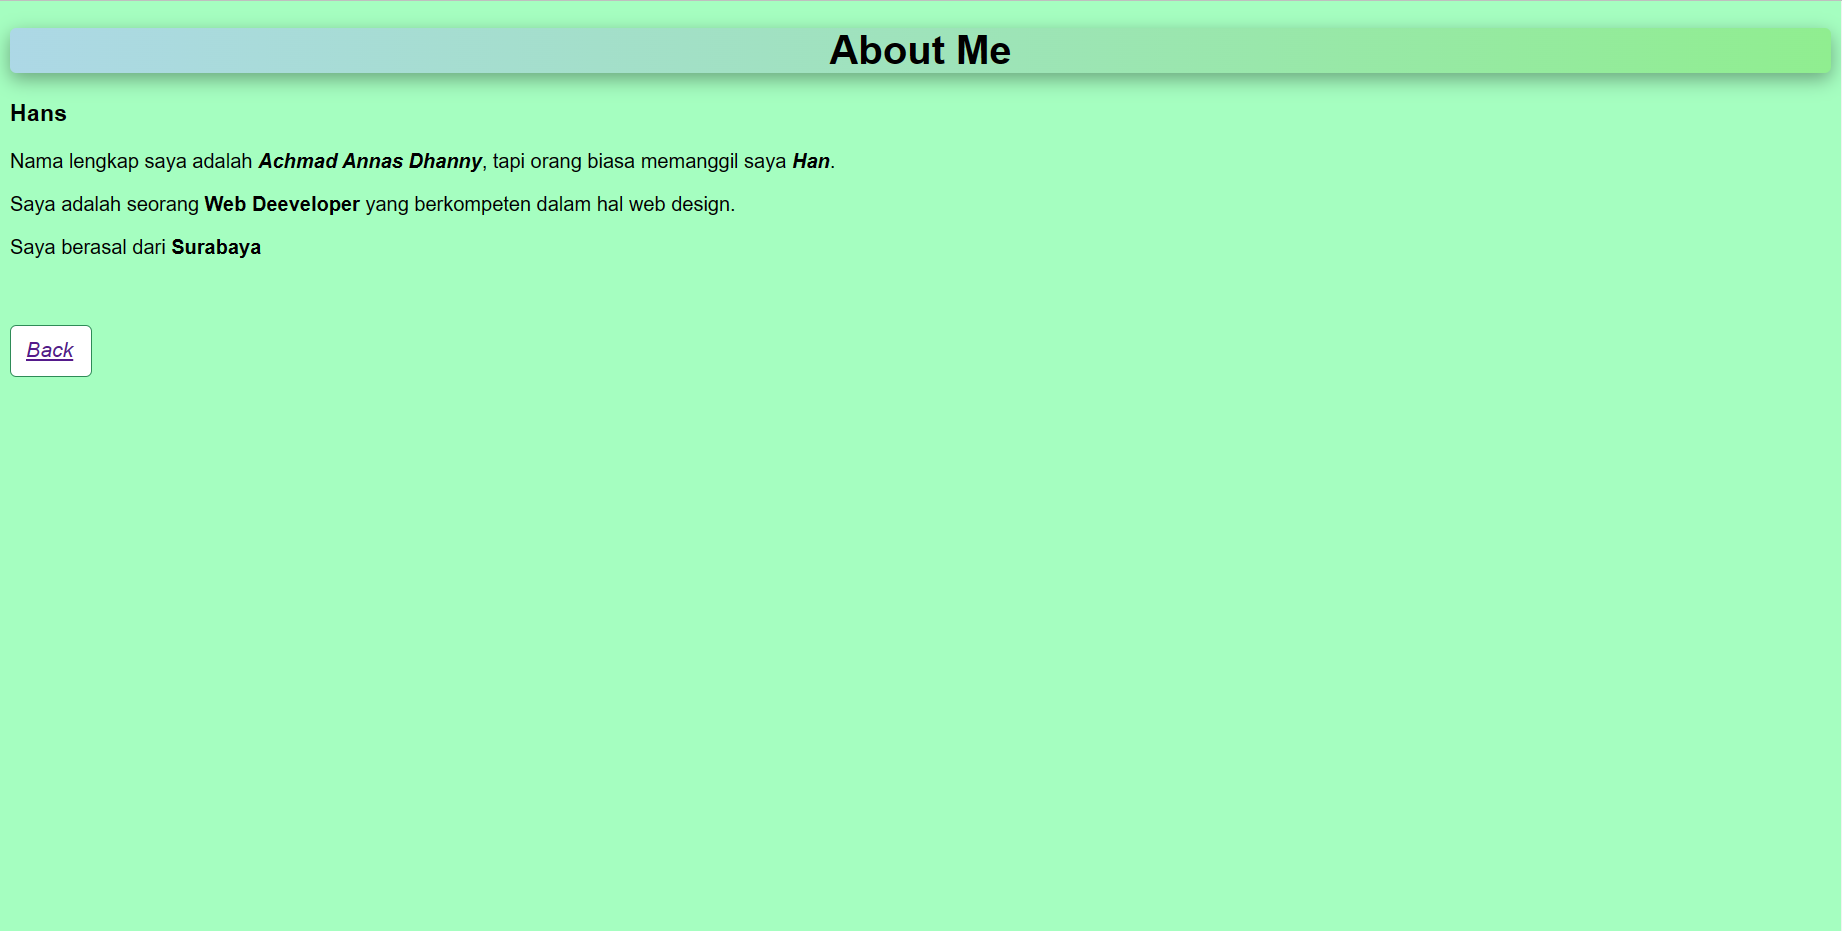 About Me
Hans
Nama lengkap saya adalah Achmad Annas Dhanny, tapi orang biasa memanggil saya Han.
Saya adalah seorang Web Deeveloper yang berkompeten dalam hal web design.
Saya berasal dari Surabaya
Back